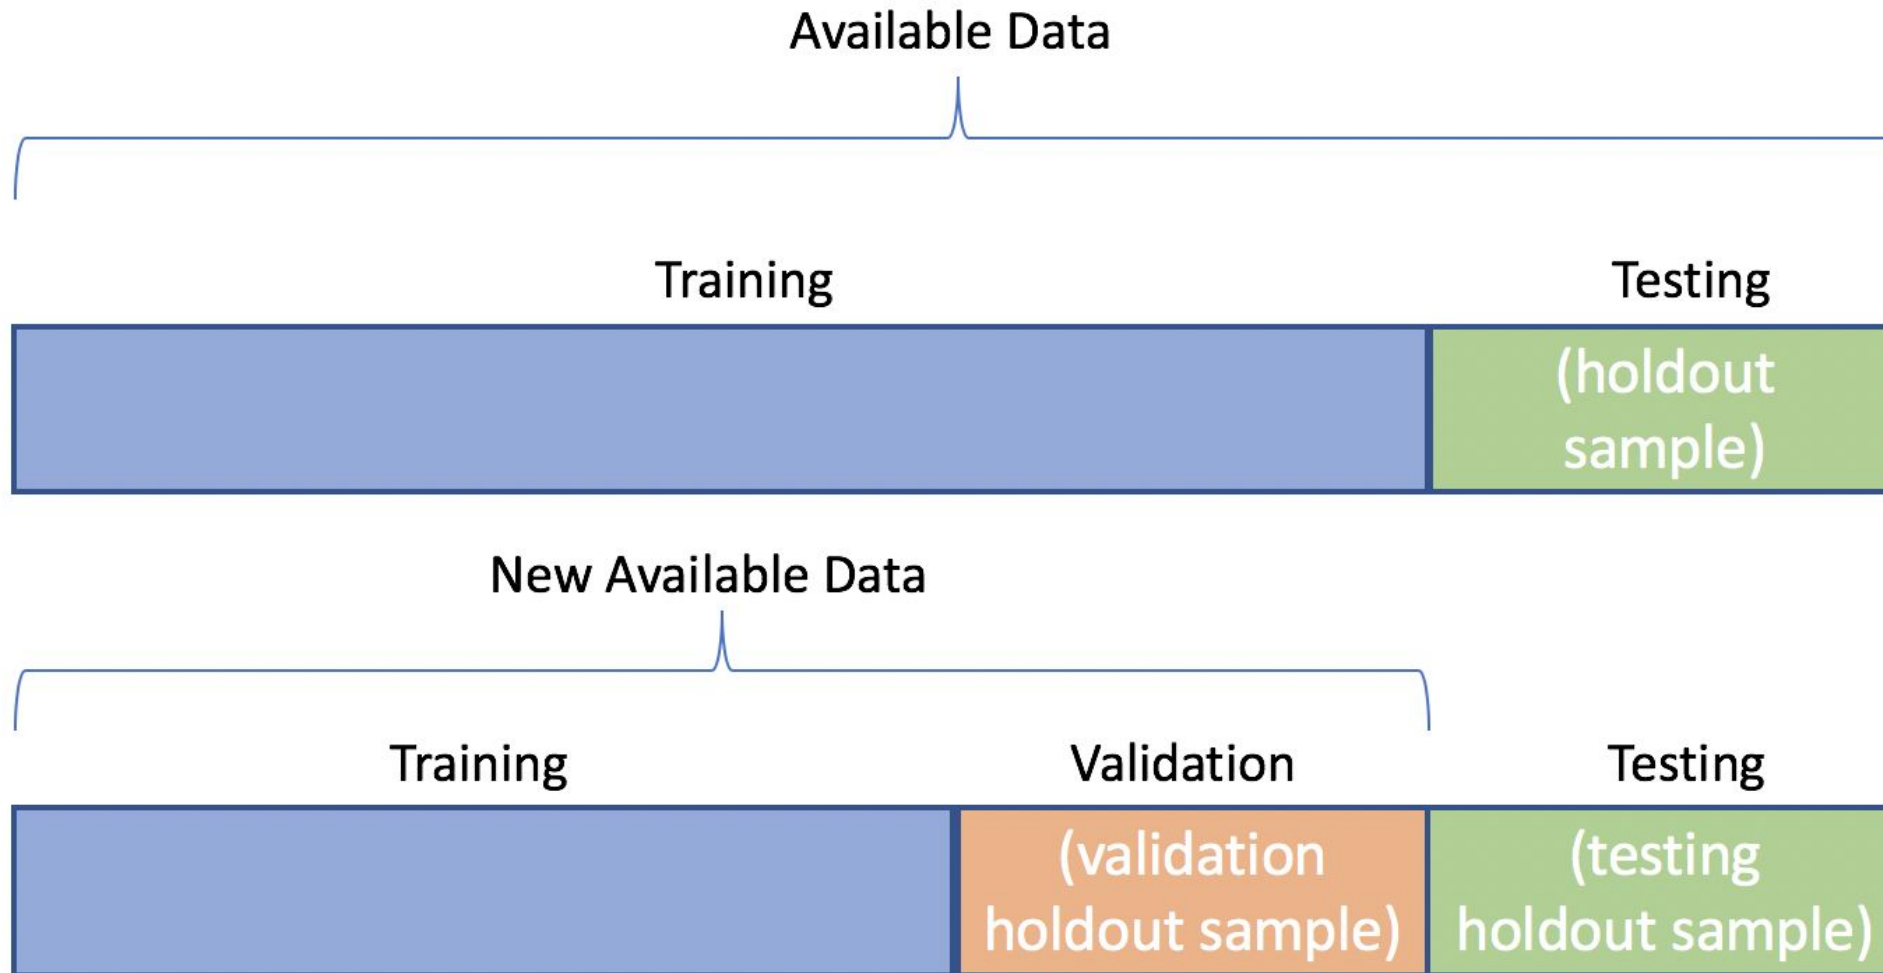 Available Data
Training
Testing
(holdout
sample)
New Available Data
Training
Validation
Testing
(validation
holdout sample)
(testing
holdout sample)